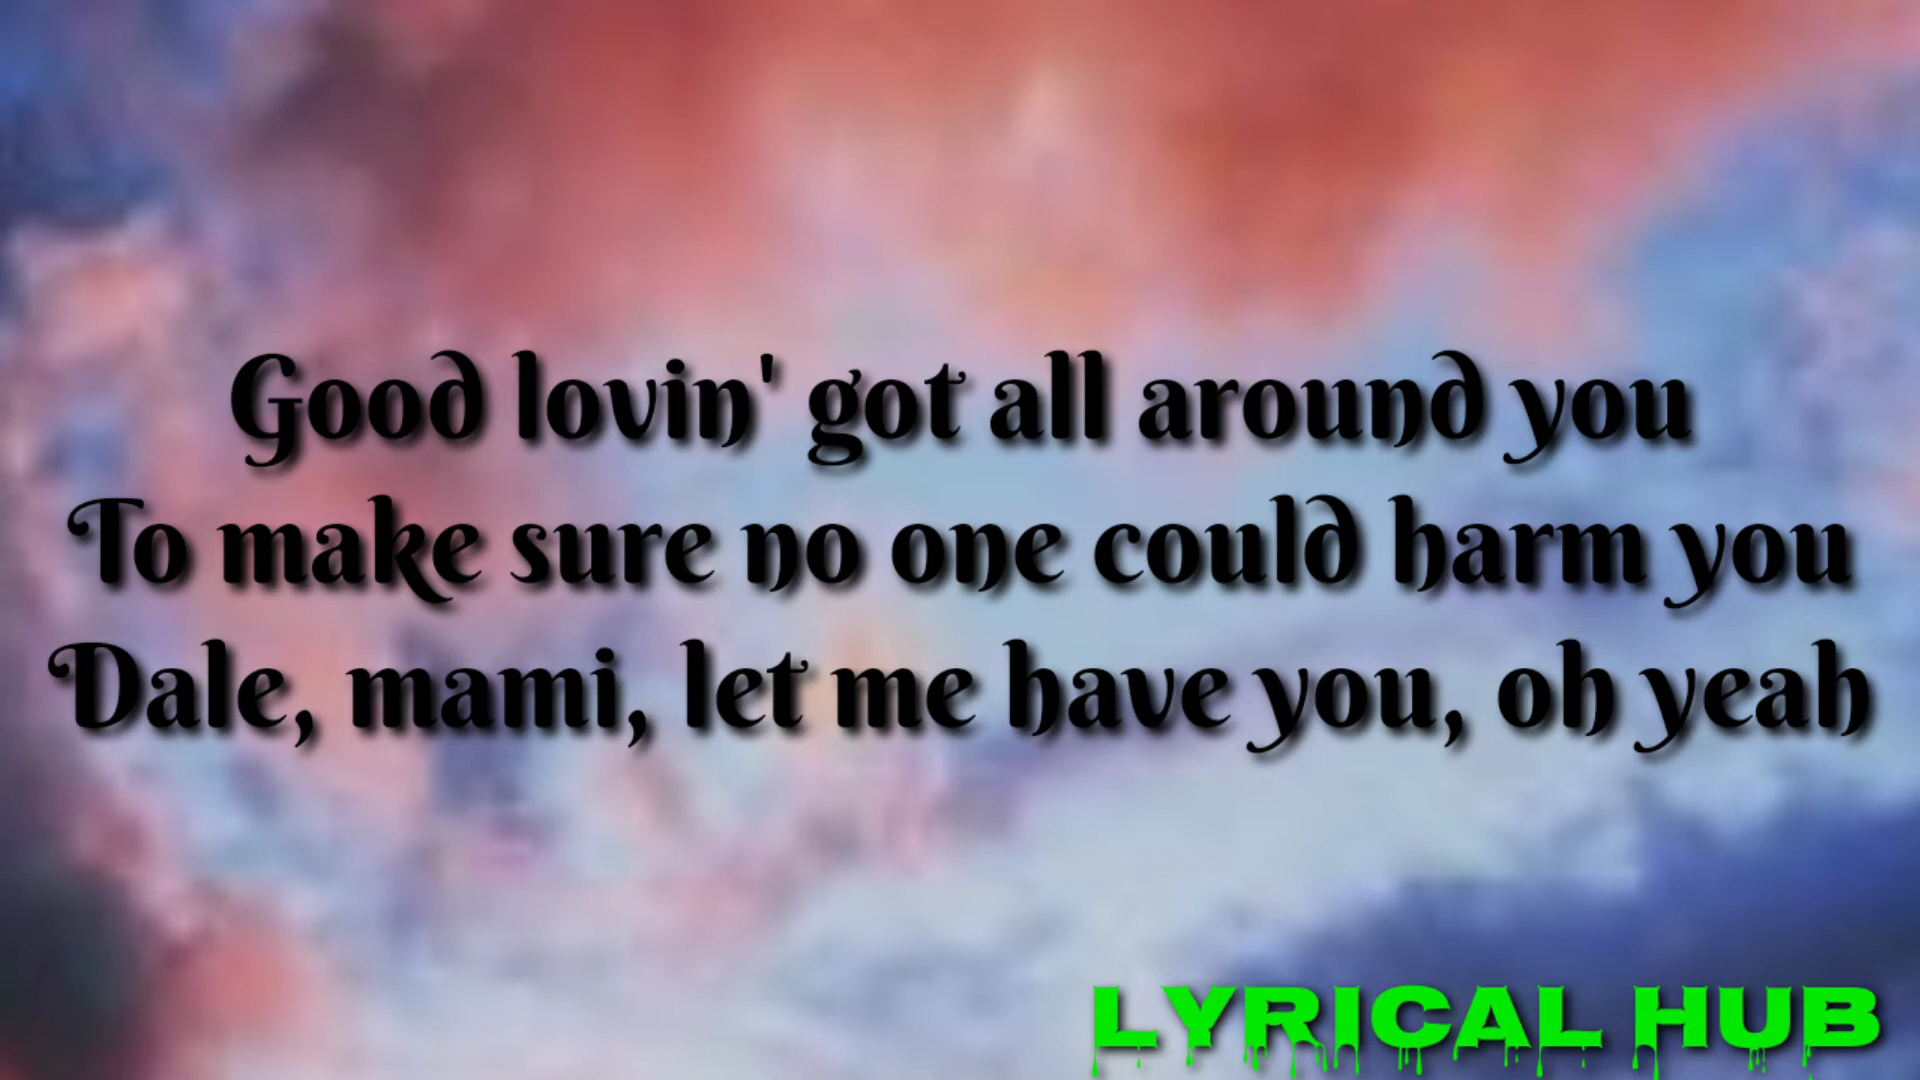 Good lovin' got all around you
To make sure no one could harm you
Dale, mami, let me have you, oh yeah
LYRICAL HUB